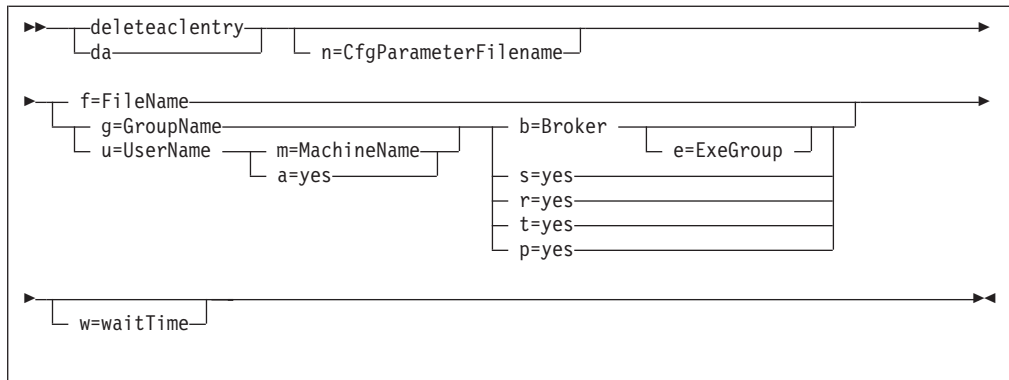 deleteaclentry
da
n=CfgParameterFilename
f=FileName
g=GroupName
b=Broker
u=UserName
m=MachineName
e=ExeGroup
a=yes
s=yes
r=yes
t=yes
p=yes
w=waitTime